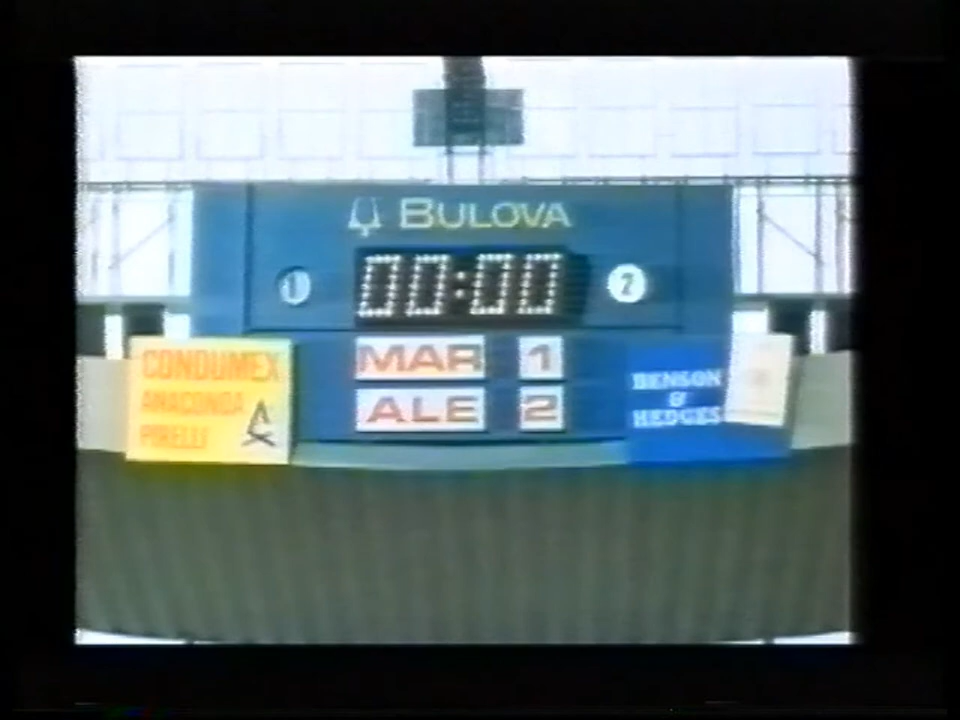 BULOVA
1 00:00 2
MAR 1
ALE 2
CONDUMEX
ANACONDA
PIRELLI
BENSON
&
HEDGES